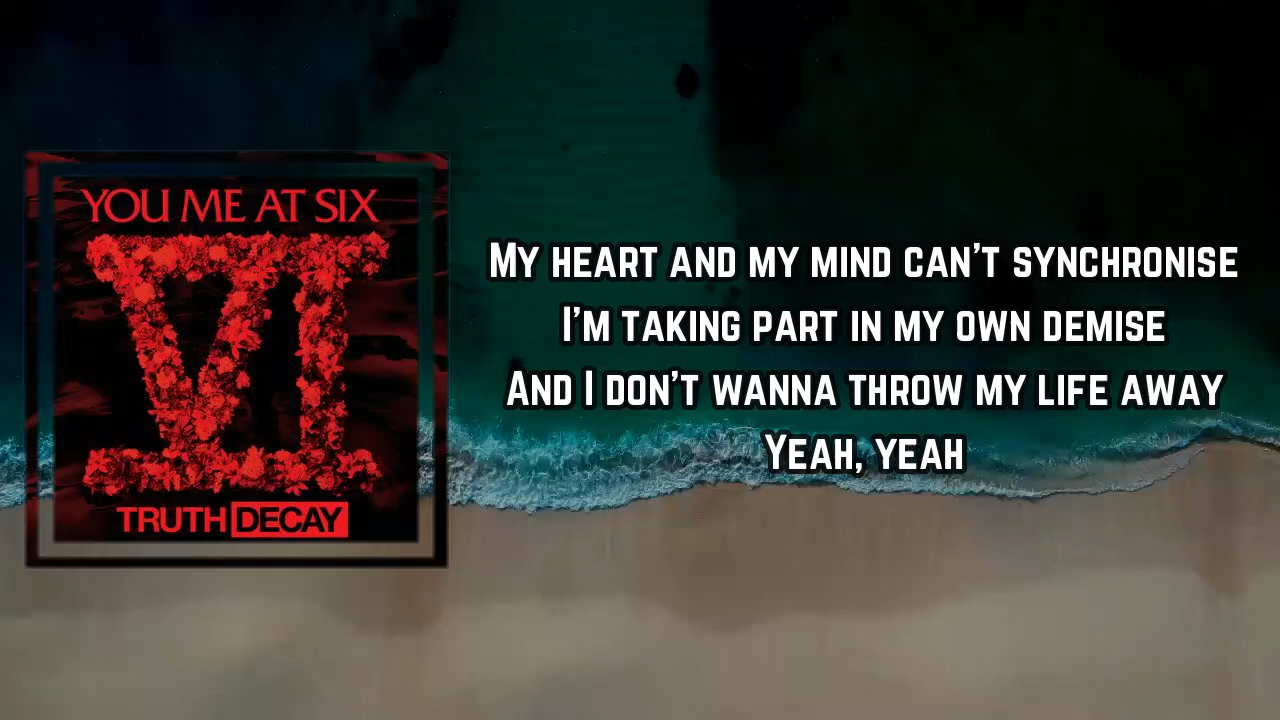 YOU ME AT SIX
VI
TRUTH DECAY
My heart and my mind can't synchronise
I'm taking part in my own demise
And I don't wanna throw my life away
Yeah, yeah